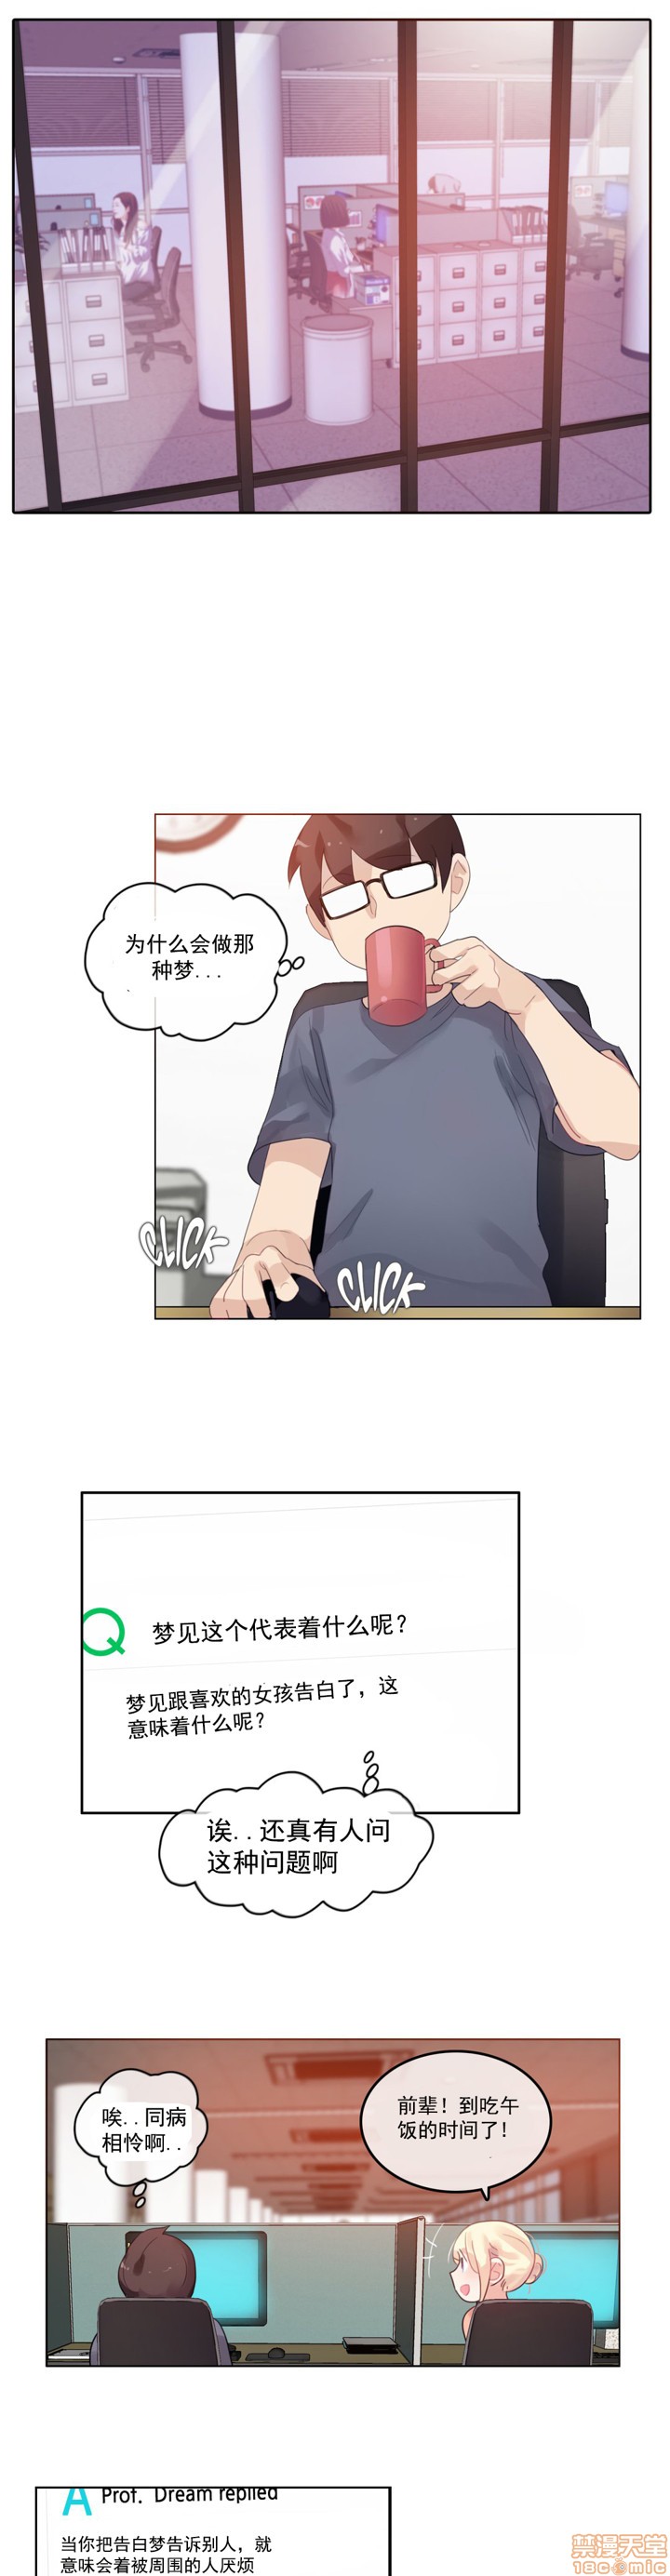 为什么会做那
种梦...
CLICK
CLICK
Q
梦见这个代表着什么呢?
梦见跟喜欢的女孩告白了，这
意味着什么呢?
诶..还真有人问
这种问题啊
唉..同病
相怜啊..
前辈！到吃午
饭的时间了!
A Prof. Dream replied
当你把告白梦告诉别人，就
意味会着被周围的人厌烦
禁漫天堂
18comic